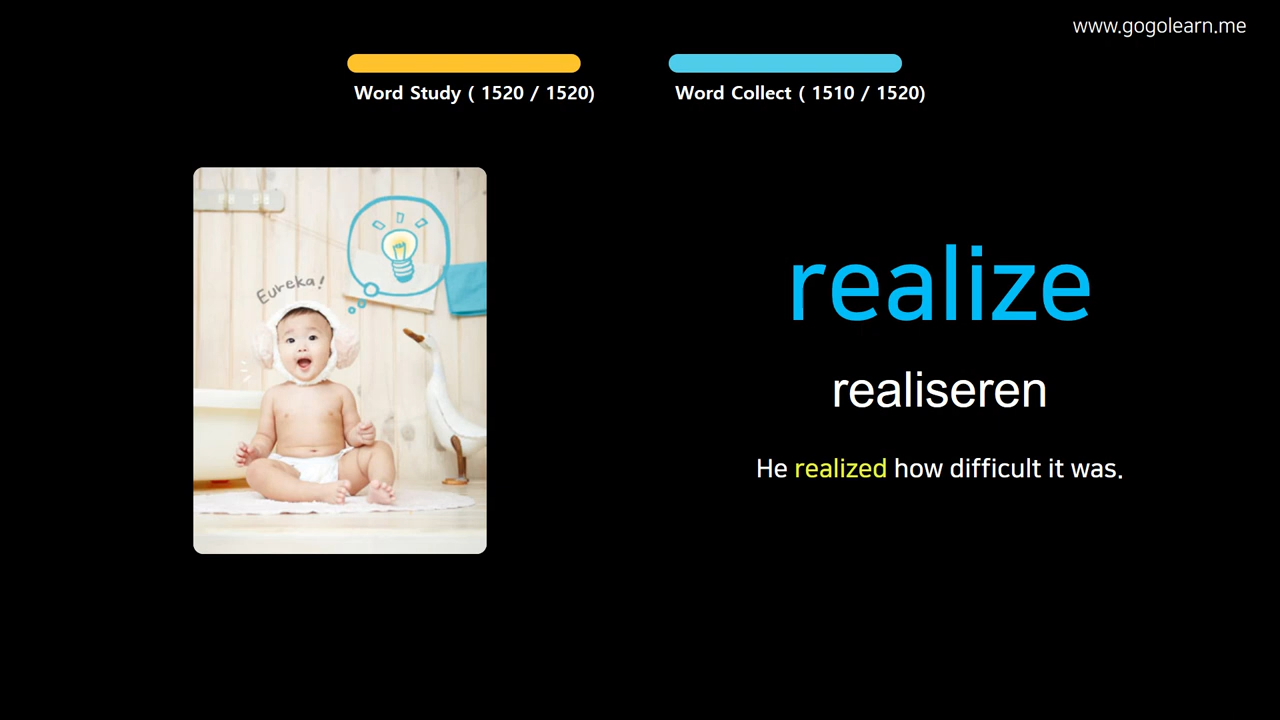 www.gogolearn.me
Word Study ( 1520 / 1520)
Word Collect ( 1510 / 1520)
Eureka!
realize
realiseren
He realized how difficult it was.